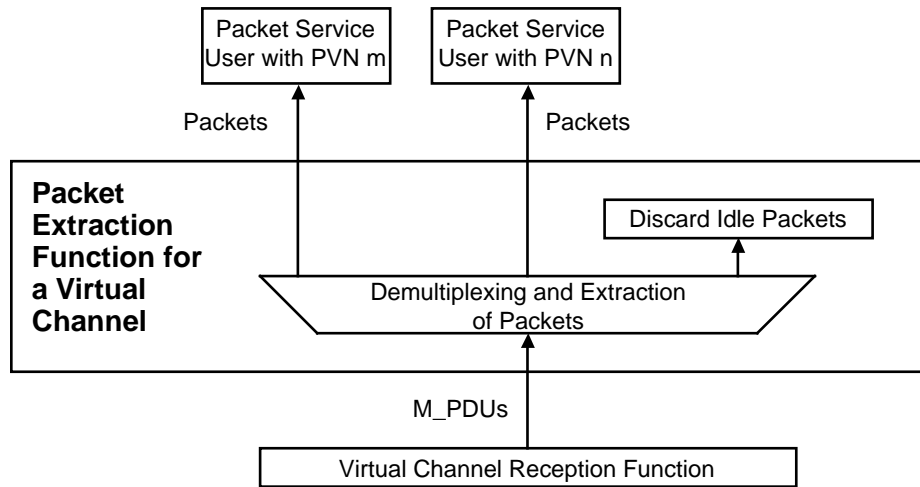 Packet Service
User with PVN m
Packet Service
User with PVN n
Packets
Packets
Packet
Extraction
Function for
a Virtual
Channel
Discard Idle Packets
Demultiplexing and Extraction
of Packets
M_PDUs
Virtual Channel Reception Function